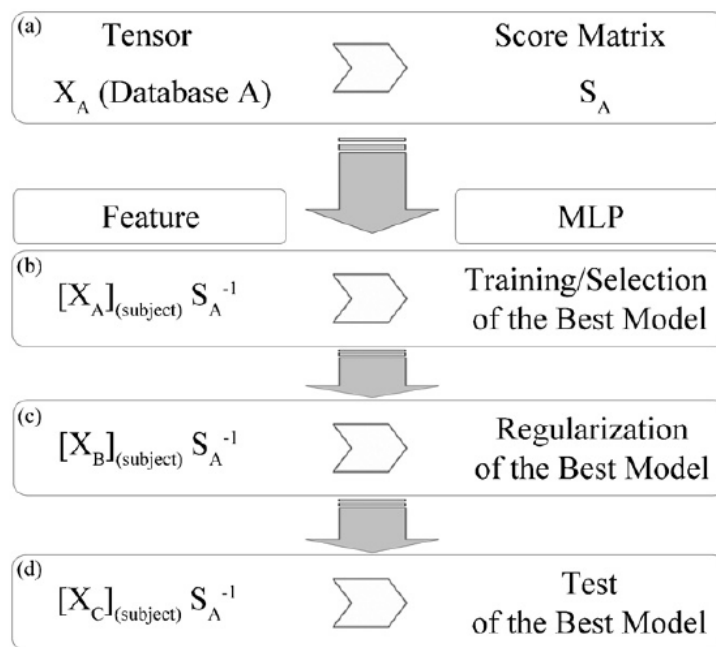 (a) Tensor Score Matrix
X_A (Database A) S_A
Feature MLP
(b) [X_A]_(subject) S_A^-1 Training/Selection
of the Best Model
(c) [X_B]_(subject) S_A^-1 Regularization
of the Best Model
(d) [X_C]_(subject) S_A^-1 Test
of the Best Model